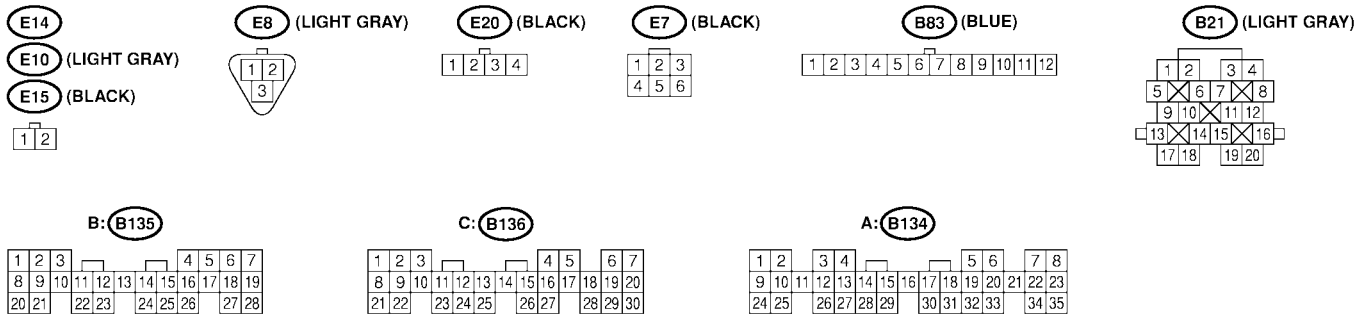 E14
E10 (LIGHT GRAY)
E15 (BLACK)
1 2
E8 (LIGHT GRAY)
1 2
3
E20 (BLACK)
1 2 3 4
E7 (BLACK)
1 2 3
4 5 6
B83 (BLUE)
1 2 3 4 5 6 7 8 9 10 11 12
B21 (LIGHT GRAY)
1 2 3 4
5 6 7 8
9 10 11 12
13 14 15 16
17 18 19 20
B: B135
1 2 3 4 5 6 7
8 9 10 11 12 13 14 15 16 17 18 19
20 21 22 23 24 25 26 27 28
C: B136
1 2 3 4 5 6 7
8 9 10 11 12 13 14 15 16 17 18 19 20
21 22 23 24 25 26 27 28 29 30
A: B134
1 2 3 4 5 6 7 8
9 10 11 12 13 14 15 16 17 18 19 20 21 22 23
24 25 26 27 28 29 30 31 32 33 34 35